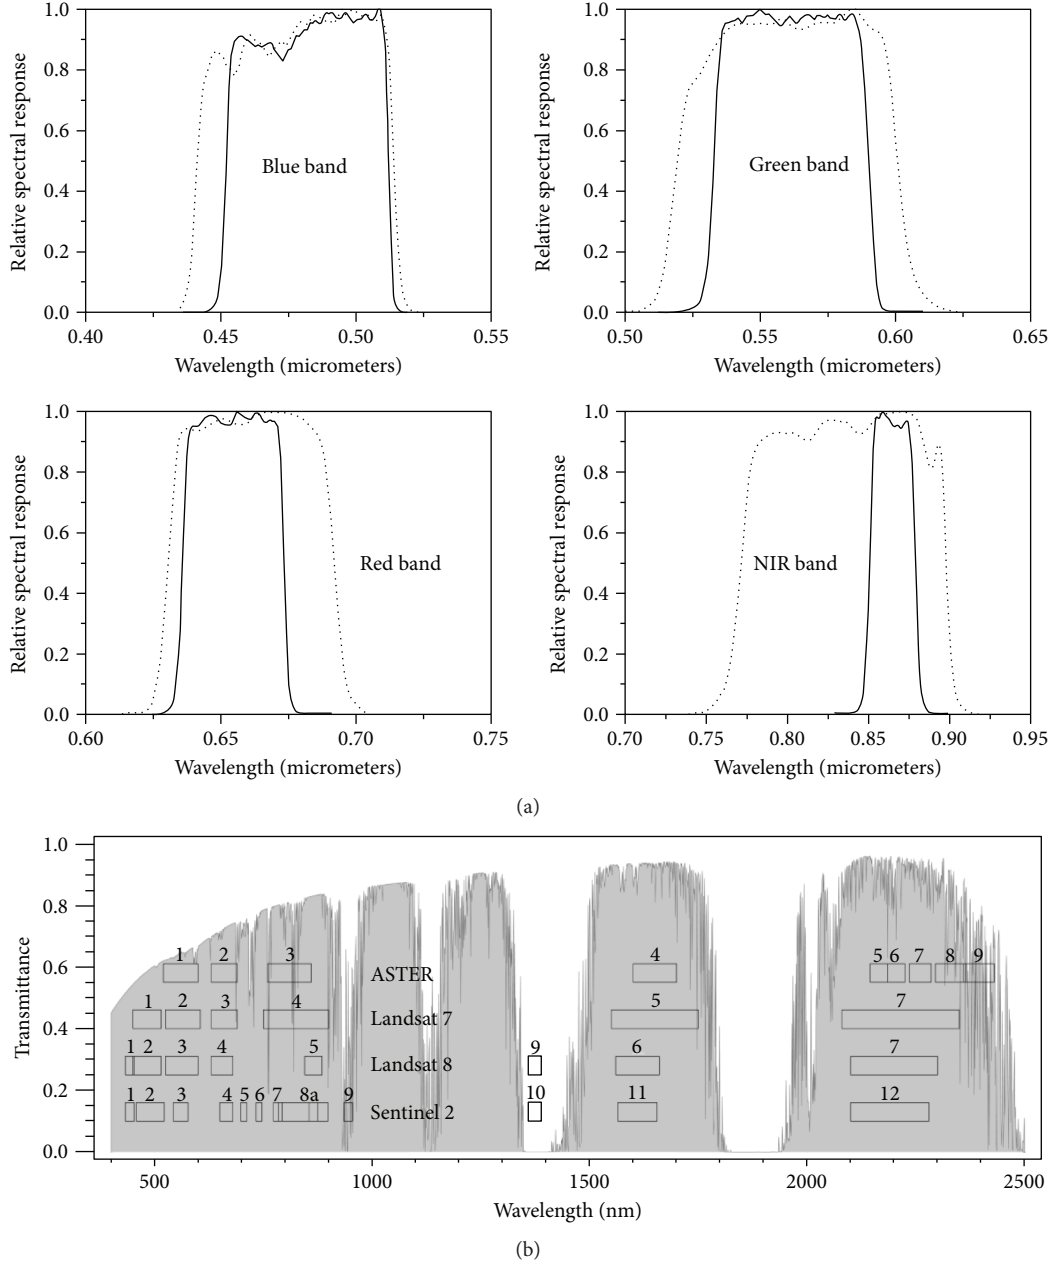 1.0
0.8
0.6
0.4
0.2
0.0
Relative spectral response
Blue band
0.40
0.45
0.50
0.55
Wavelength (micrometers)
1.0
0.8
0.6
0.4
0.2
0.0
Relative spectral response
Green band
0.50
0.55
0.60
0.65
Wavelength (micrometers)
1.0
0.8
0.6
0.4
0.2
0.0
Relative spectral response
Red band
0.60
0.65
0.70
0.75
Wavelength (micrometers)
1.0
0.8
0.6
0.4
0.2
0.0
Relative spectral response
NIR band
0.70
0.75
0.80
0.85
0.90
0.95
Wavelength (micrometers)
(a)
1.0
0.8
0.6
0.4
0.2
0.0
Transmittance
1 2 3 ASTER 4 5 6 7 8 9
1 2 3 4 Landsat 7 5 7
1 2 3 4 5 Landsat 8 9 6 7
1 2 3 4 5 6 7 8a 9 Sentinel 2 10 11 12
500
1000
1500
2000
2500
Wavelength (nm)
(b)